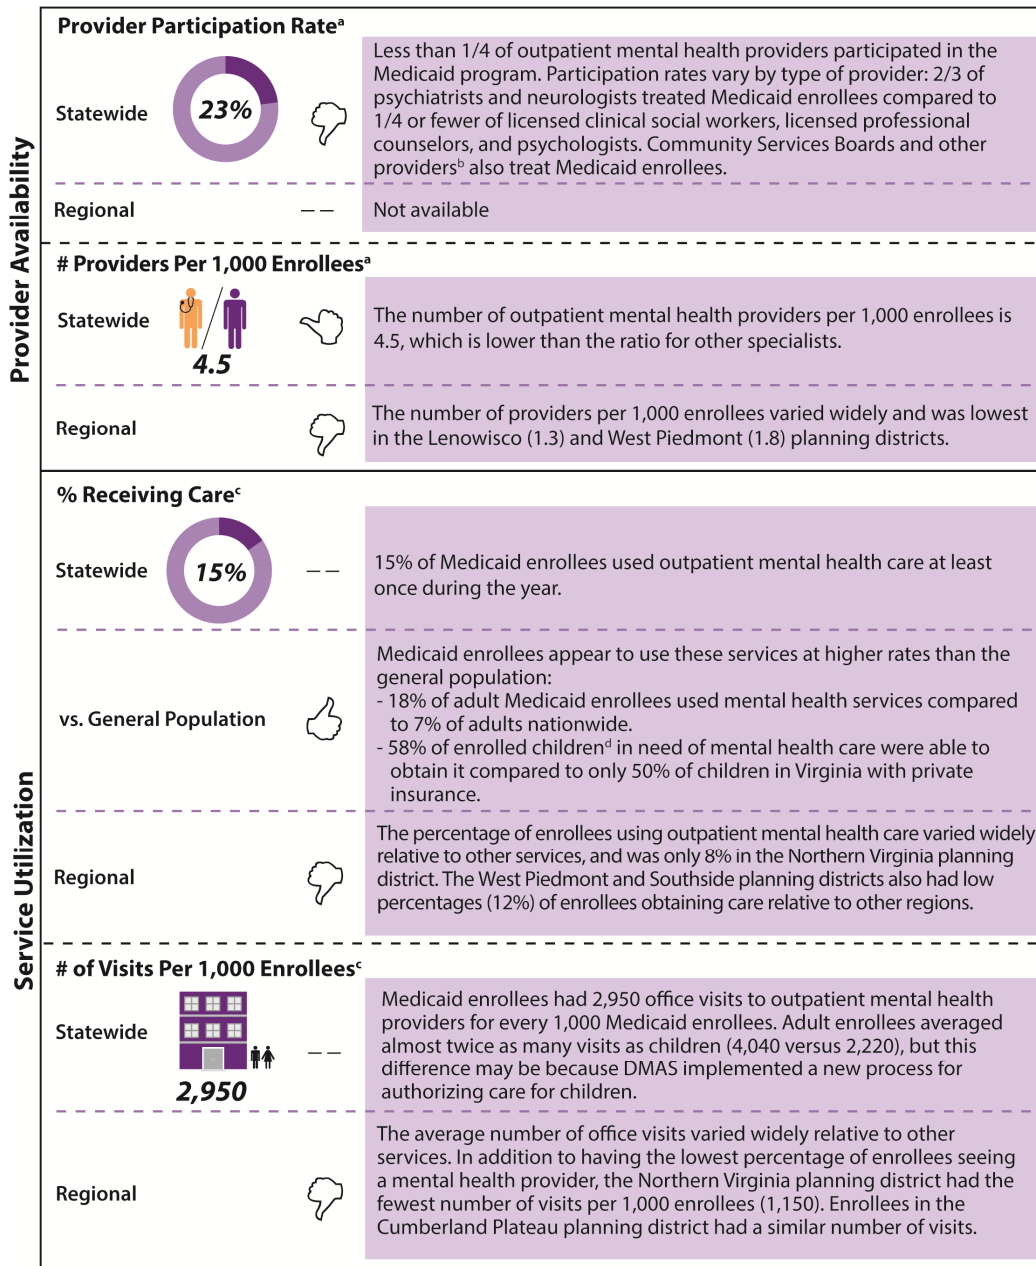 Provider Availability
Provider Participation Rateᵃ
Statewide
23%
Less than 1/4 of outpatient mental health providers participated in the
Medicaid program. Participation rates vary by type of provider: 2/3 of
psychiatrists and neurologists treated Medicaid enrollees compared to
1/4 or fewer of licensed clinical social workers, licensed professional
counselors, and psychologists. Community Services Boards and other
providersᵇ also treat Medicaid enrollees.
Regional
– –
Not available
# Providers Per 1,000 Enrolleesᵃ
Statewide
4.5
The number of outpatient mental health providers per 1,000 enrollees is
4.5, which is lower than the ratio for other specialists.
Regional
The number of providers per 1,000 enrollees varied widely and was lowest
in the Lenowisco (1.3) and West Piedmont (1.8) planning districts.
Service Utilization
% Receiving Careᶜ
Statewide
15%
– –
15% of Medicaid enrollees used outpatient mental health care at least
once during the year.
vs. General Population
Medicaid enrollees appear to use these services at higher rates than the
general population:
- 18% of adult Medicaid enrollees used mental health services compared
to 7% of adults nationwide.
- 58% of enrolled childrenᵈ in need of mental health care were able to
obtain it compared to only 50% of children in Virginia with private
insurance.
Regional
The percentage of enrollees using outpatient mental health care varied widely
relative to other services, and was only 8% in the Northern Virginia planning
district. The West Piedmont and Southside planning districts also had low
percentages (12%) of enrollees obtaining care relative to other regions.
# of Visits Per 1,000 Enrolleesᶜ
Statewide
2,950
– –
Medicaid enrollees had 2,950 office visits to outpatient mental health
providers for every 1,000 Medicaid enrollees. Adult enrollees averaged
almost twice as many visits as children (4,040 versus 2,220), but this
difference may be because DMAS implemented a new process for
authorizing care for children.
Regional
The average number of office visits varied widely relative to other
services. In addition to having the lowest percentage of enrollees seeing
a mental health provider, the Northern Virginia planning district had the
fewest number of visits per 1,000 enrollees (1,150). Enrollees in the
Cumberland Plateau planning district had a similar number of visits.